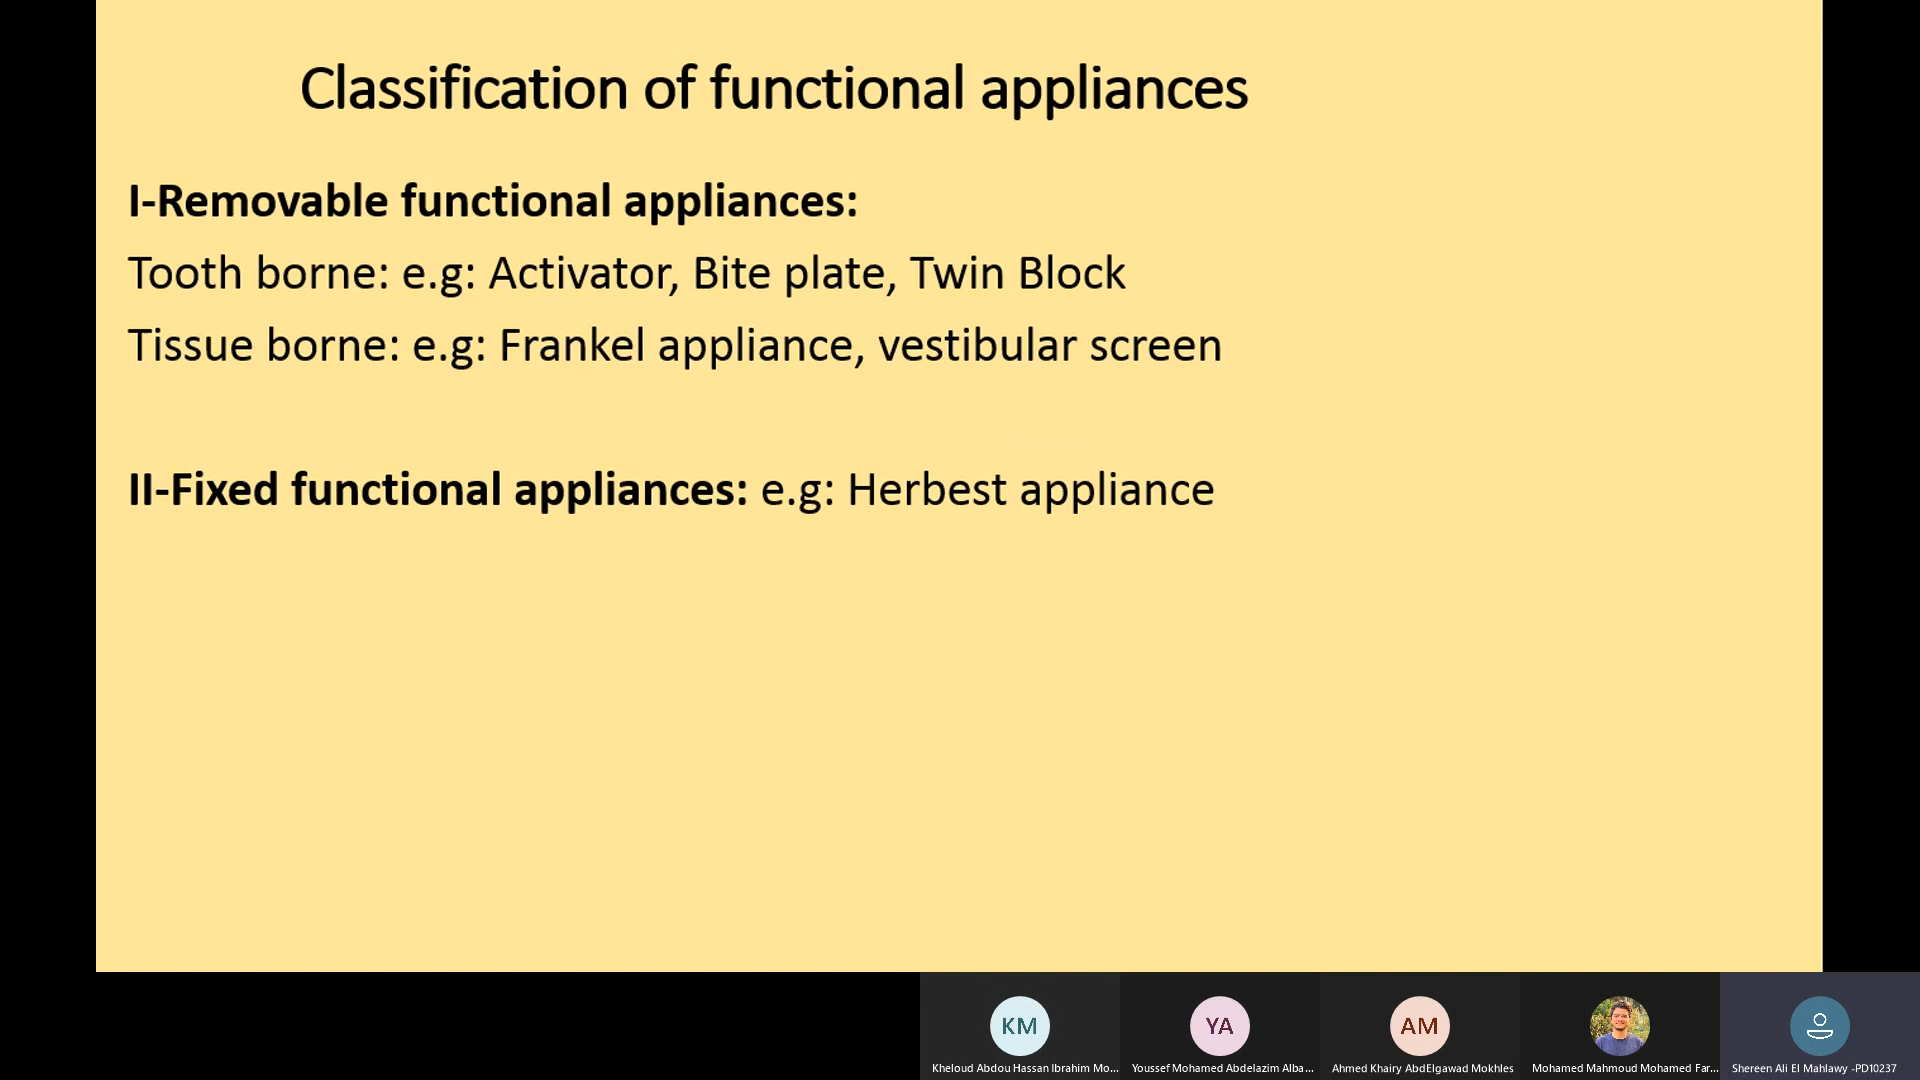 Classification of functional appliances
I-Removable functional appliances:
Tooth borne: e.g: Activator, Bite plate, Twin Block
Tissue borne: e.g: Frankel appliance, vestibular screen
II-Fixed functional appliances: e.g: Herbest appliance
KM
YA
AM
Kheloud Abdou Hassan Ibrahim Mo...
Youssef Mohamed Abdelazim Alba...
Ahmed Khairy AbdElgawad Mokhles
Mohamed Mahmoud Mohamed Far...
Shereen Ali El Mahlawy -PD10237